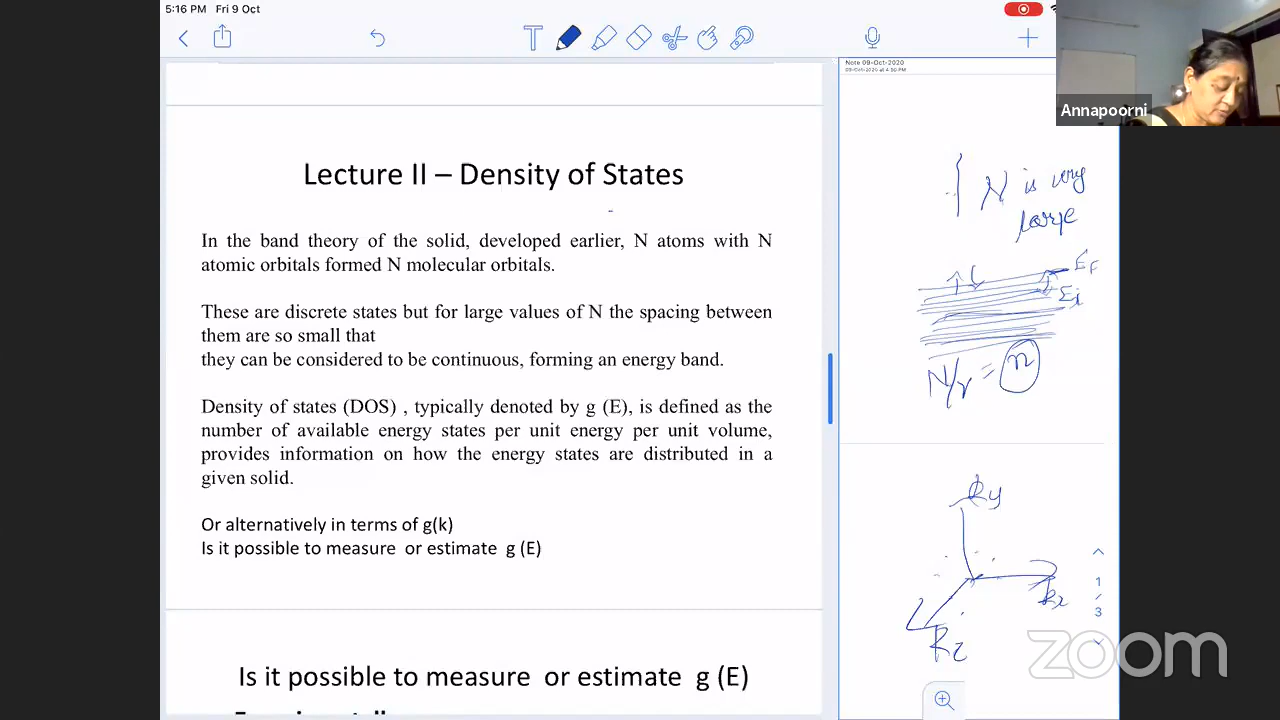 5:16 PM Fri 9 Oct
Note 09-Oct-2020
Annapoorni
Lecture II – Density of States
In the band theory of the solid, developed earlier, N atoms with N
atomic orbitals formed N molecular orbitals.
These are discrete states but for large values of N the spacing between
them are so small that
they can be considered to be continuous, forming an energy band.
Density of states (DOS) , typically denoted by g (E), is defined as the
number of available energy states per unit energy per unit volume,
provides information on how the energy states are distributed in a
given solid.
Or alternatively in terms of g(k)
Is it possible to measure or estimate g (E)
Is it possible to measure or estimate g (E)
N is very
large
EF
Ei
= n
ky
kz
1
/
3
zoom